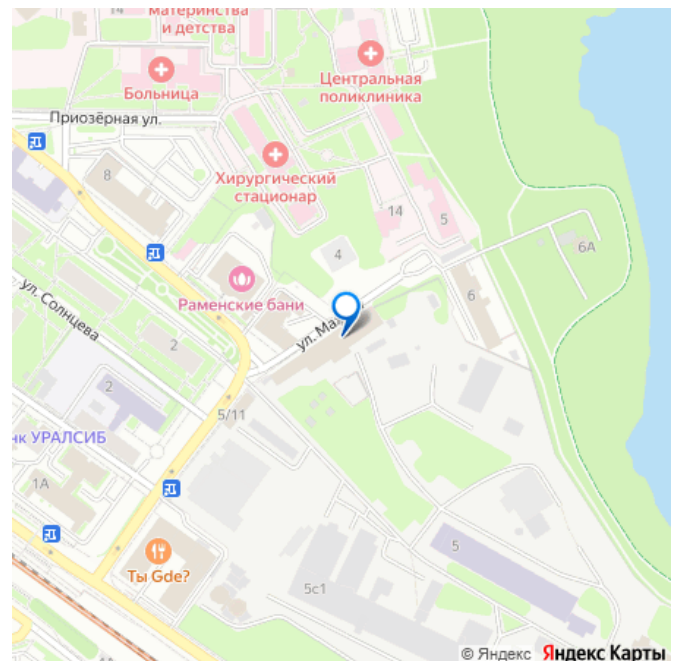 материнства
и детства
14
Больница
Центральная
поликлиника
Приозёрная ул.
8
Хирургический
стационар
14
5
4
6А
Раменские бани
6
ул. Солнцева
ул. Ма
2
2
5/11
УРАЛСИБ
1А
Ты Gde?
5
5с1
© Яндекс Яндекс Карты